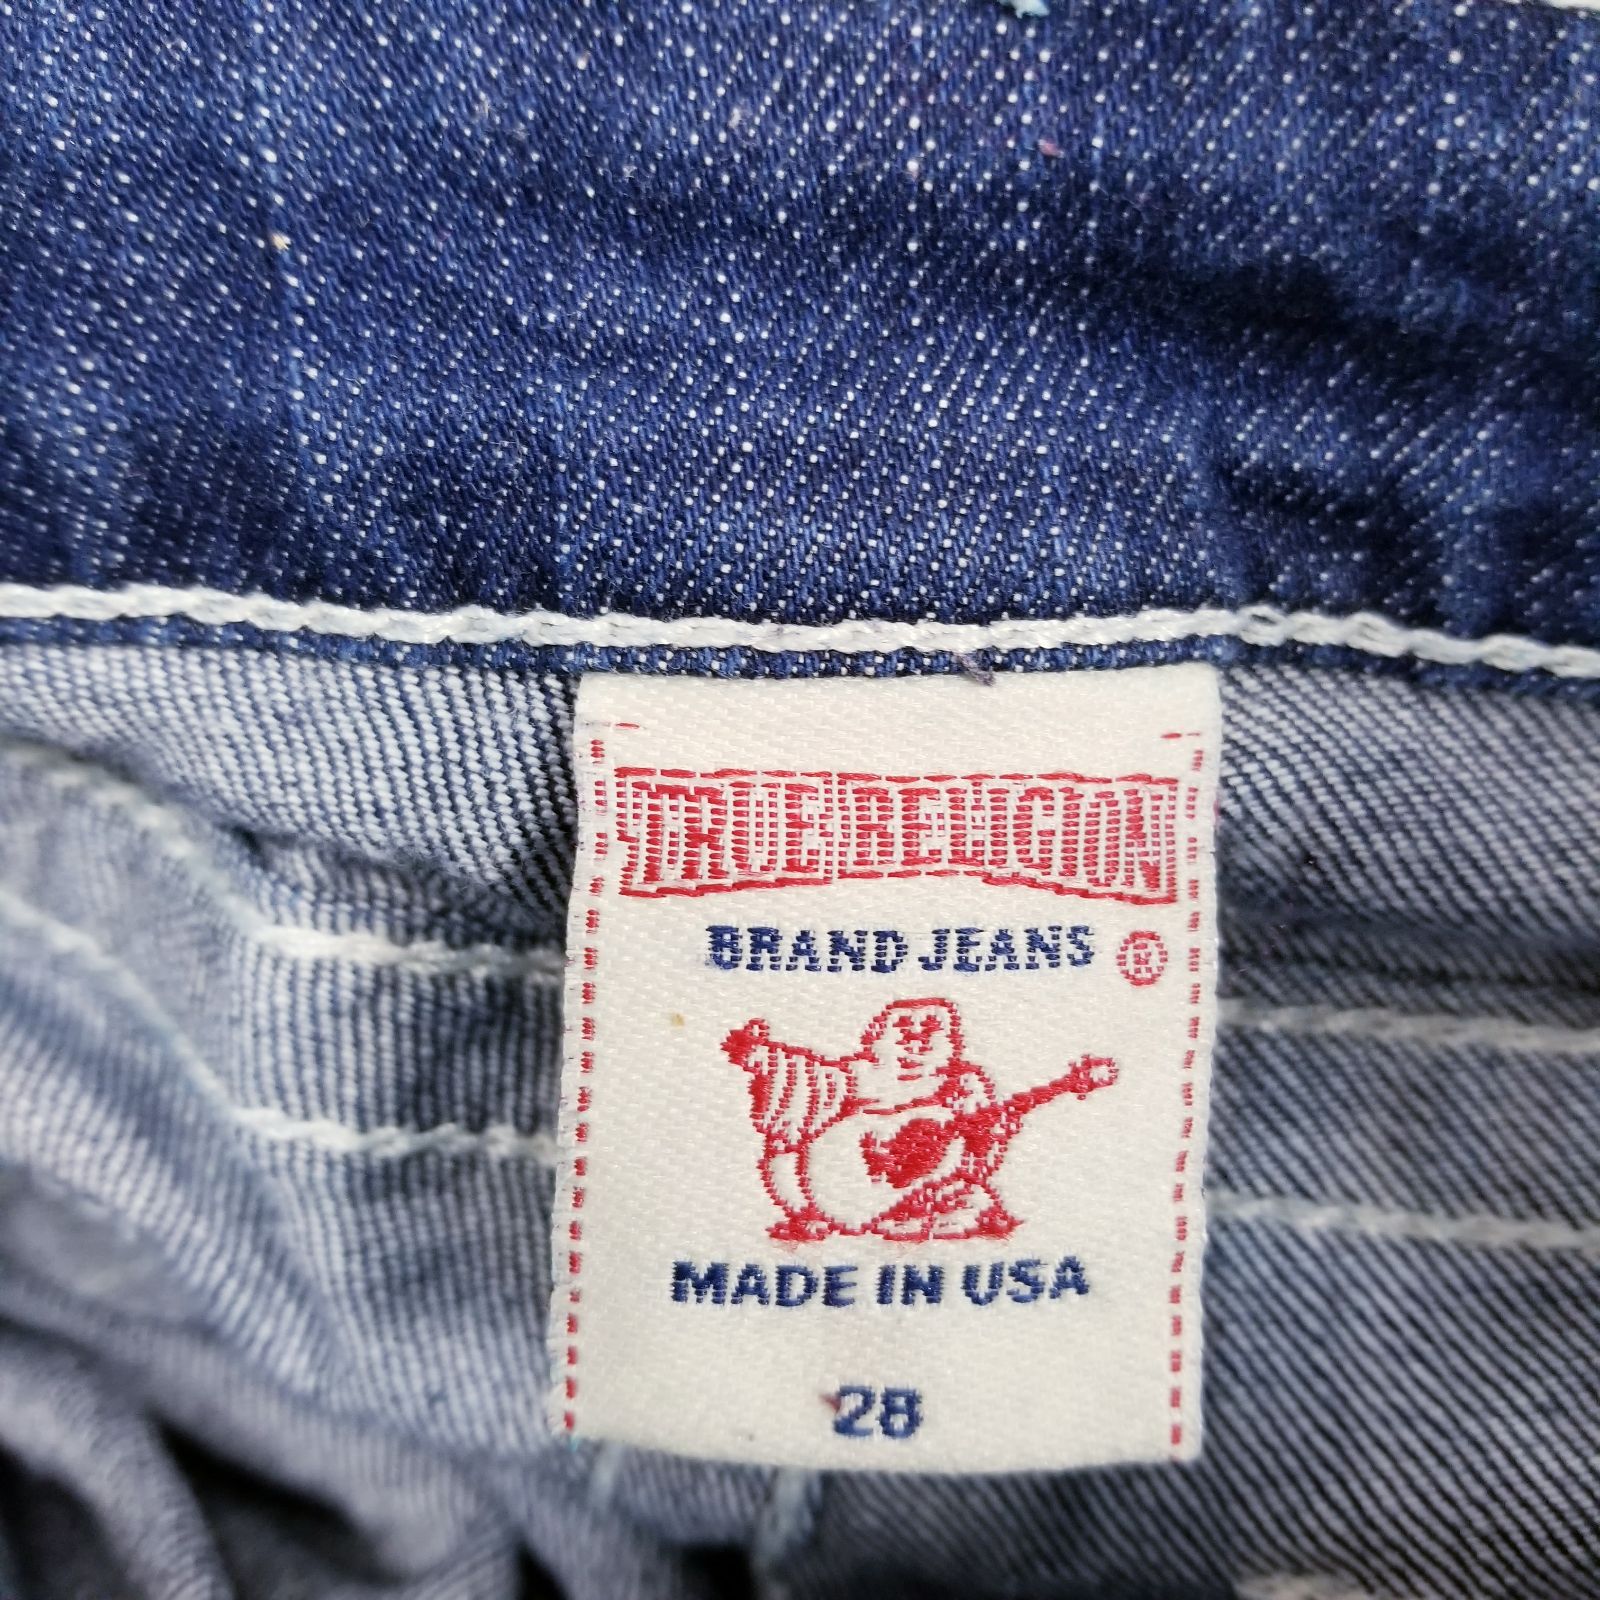 TRUE RELIGION
BRAND JEANS ®
MADE IN USA
28